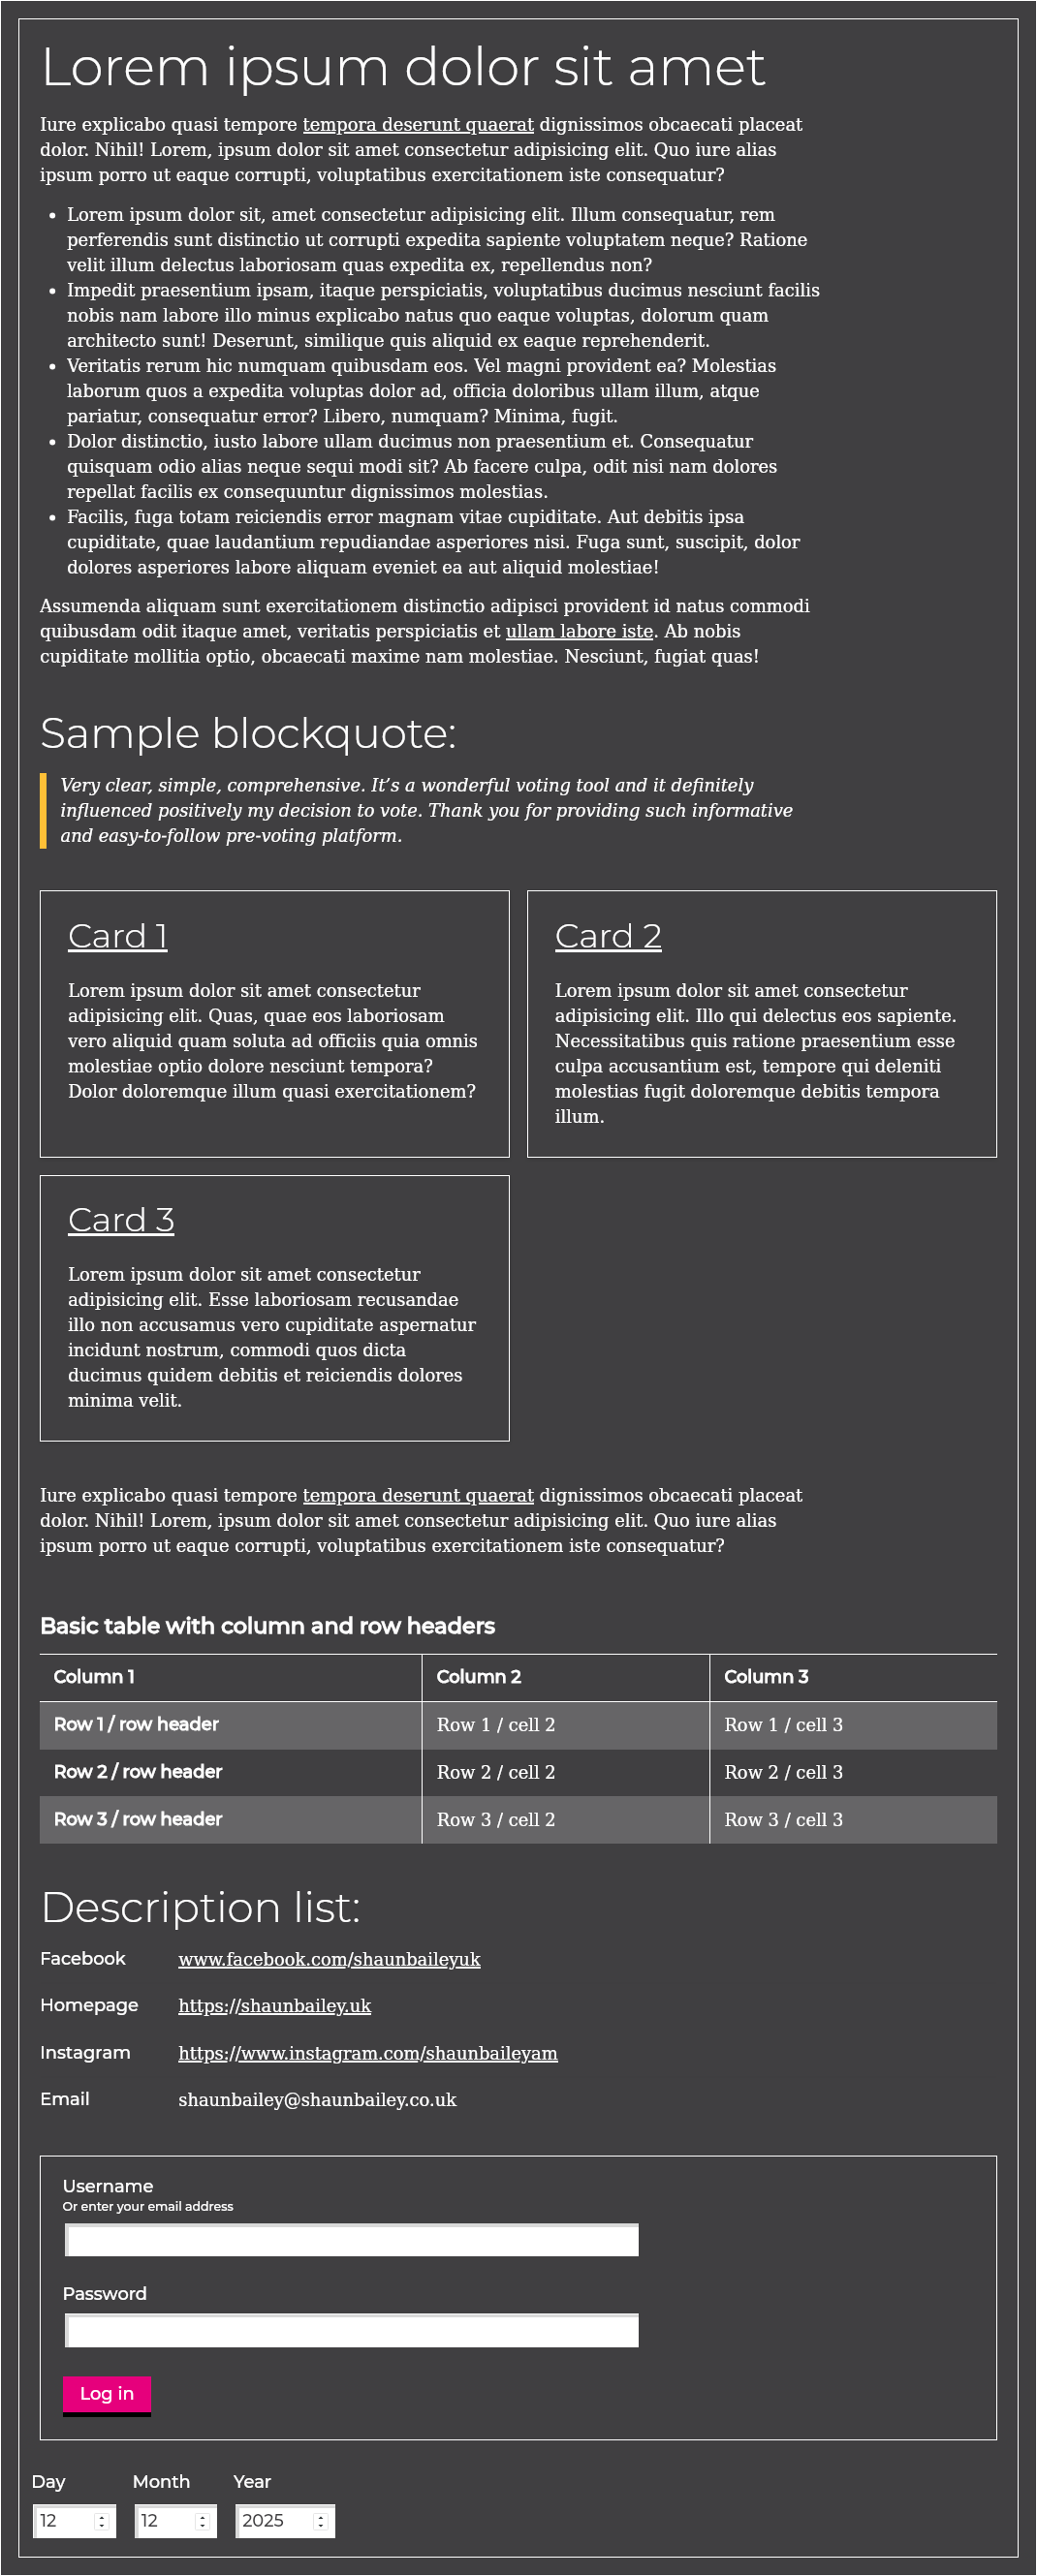 Lorem ipsum dolor sit amet
Iure explicabo quasi tempore tempora deserunt quaerat dignissimos obcaecati placeat
dolor. Nihil! Lorem, ipsum dolor sit amet consectetur adipisicing elit. Quo iure alias
ipsum porro ut eaque corrupti, voluptatibus exercitationem iste consequatur?
• Lorem ipsum dolor sit, amet consectetur adipisicing elit. Illum consequatur, rem
perferendis sunt distinctio ut corrupti expedita sapiente voluptatem neque? Ratione
velit illum delectus laboriosam quas expedita ex, repellendus non?
• Impedit praesentium ipsam, itaque perspiciatis, voluptatibus ducimus nesciunt facilis
nobis nam labore illo minus explicabo natus quo eaque voluptas, dolorum quam
architecto sunt! Deserunt, similique quis aliquid ex eaque reprehenderit.
• Veritatis rerum hic numquam quibusdam eos. Vel magni provident ea? Molestias
laborum quos a expedita voluptas dolor ad, officia doloribus ullam illum, atque
pariatur, consequatur error? Libero, numquam? Minima, fugit.
• Dolor distinctio, iusto labore ullam ducimus non praesentium et. Consequatur
quisquam odio alias neque sequi modi sit? Ab facere culpa, odit nisi nam dolores
repellat facilis ex consequuntur dignissimos molestias.
• Facilis, fuga totam reiciendis error magnam vitae cupiditate. Aut debitis ipsa
cupiditate, quae laudantium repudiandae asperiores nisi. Fuga sunt, suscipit, dolor
dolores asperiores labore aliquam eveniet ea aut aliquid molestiae!
Assumenda aliquam sunt exercitationem distinctio adipisci provident id natus commodi
quibusdam odit itaque amet, veritatis perspiciatis et ullam labore iste. Ab nobis
cupiditate mollitia optio, obcaecati maxime nam molestiae. Nesciunt, fugiat quas!
Sample blockquote:
Very clear, simple, comprehensive. It’s a wonderful voting tool and it definitely
influenced positively my decision to vote. Thank you for providing such informative
and easy-to-follow pre-voting platform.
Card 1
Lorem ipsum dolor sit amet consectetur
adipisicing elit. Quas, quae eos laboriosam
vero aliquid quam soluta ad officiis quia omnis
molestiae optio dolore nesciunt tempora?
Dolor doloremque illum quasi exercitationem?
Card 2
Lorem ipsum dolor sit amet consectetur
adipisicing elit. Illo qui delectus eos sapiente.
Necessitatibus quis ratione praesentium esse
culpa accusantium est, tempore qui deleniti
molestias fugit doloremque debitis tempora
illum.
Card 3
Lorem ipsum dolor sit amet consectetur
adipisicing elit. Esse laboriosam recusandae
illo non accusamus vero cupiditate aspernatur
incidunt nostrum, commodi quos dicta
ducimus quidem debitis et reiciendis dolores
minima velit.
Iure explicabo quasi tempore tempora deserunt quaerat dignissimos obcaecati placeat
dolor. Nihil! Lorem, ipsum dolor sit amet consectetur adipisicing elit. Quo iure alias
ipsum porro ut eaque corrupti, voluptatibus exercitationem iste consequatur?
Basic table with column and row headers
Column 1 Column 2 Column 3
Row 1 / row header Row 1 / cell 2 Row 1 / cell 3
Row 2 / row header Row 2 / cell 2 Row 2 / cell 3
Row 3 / row header Row 3 / cell 2 Row 3 / cell 3
Description list:
Facebook www.facebook.com/shaunbaileyuk
Homepage https://shaunbailey.uk
Instagram https://www.instagram.com/shaunbaileyam
Email shaunbailey@shaunbailey.co.uk
Username
Or enter your email address
Password
Log in
Day Month Year
12 12 2025